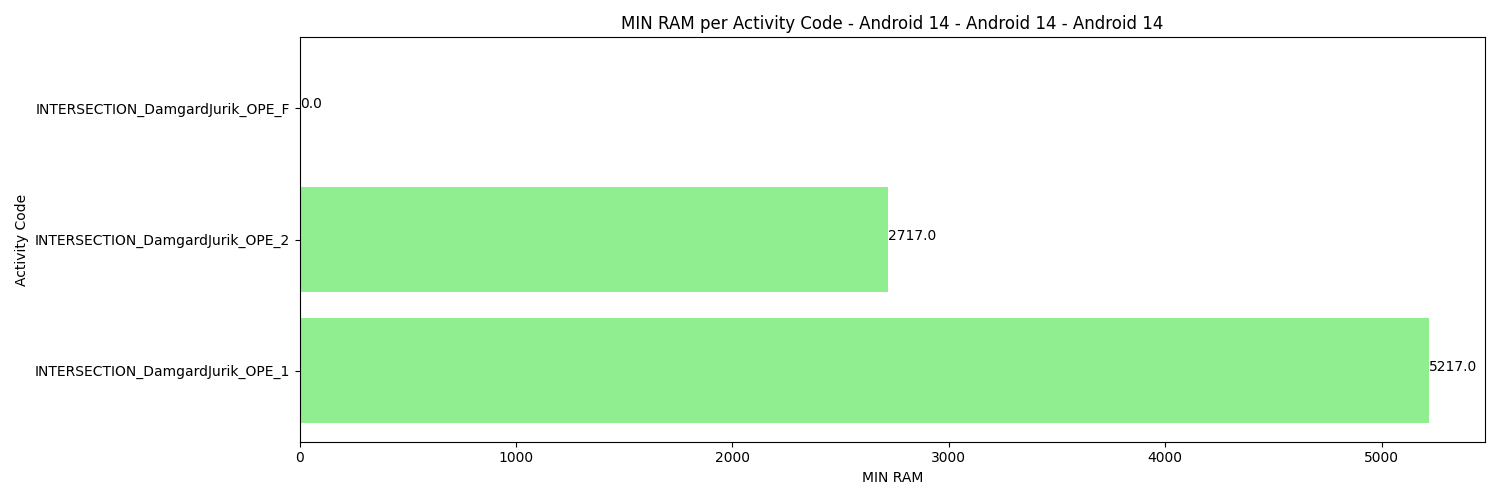 MIN RAM per Activity Code - Android 14 - Android 14 - Android 14
Activity Code
INTERSECTION_DamgardJurik_OPE_F
0.0
INTERSECTION_DamgardJurik_OPE_2
2717.0
INTERSECTION_DamgardJurik_OPE_1
5217.0
0 1000 2000 3000 4000 5000
MIN RAM